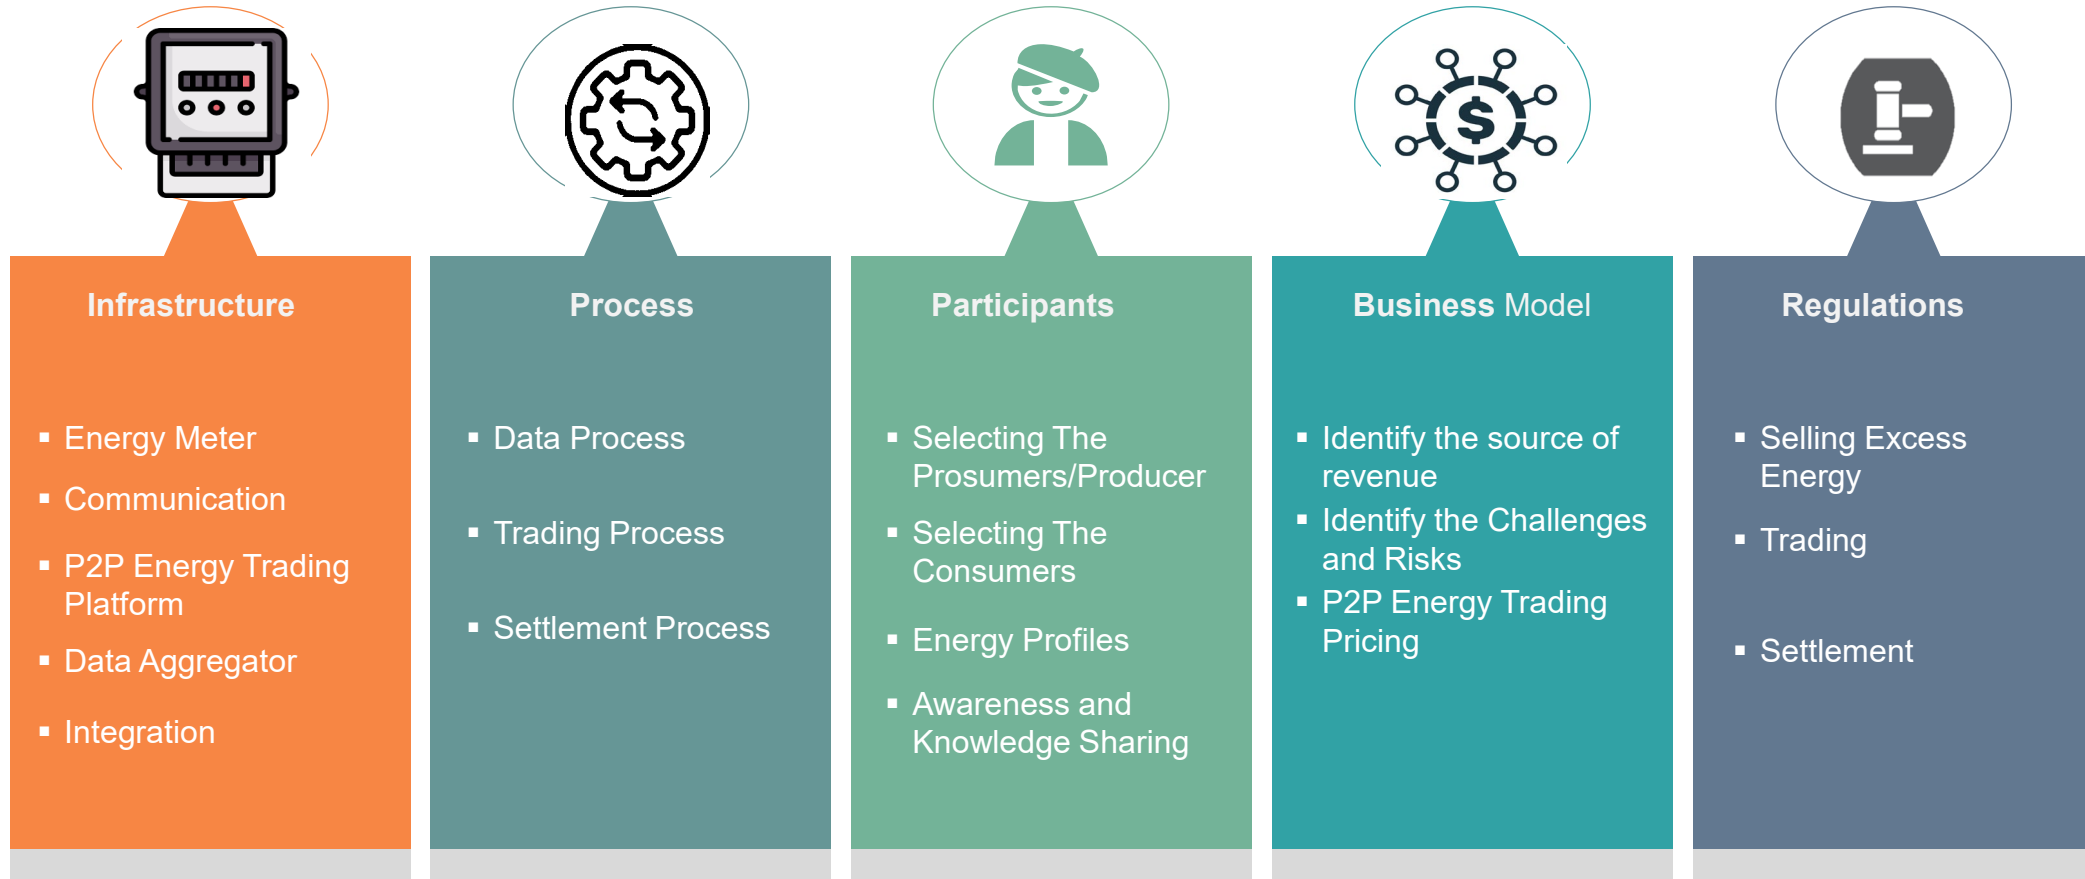 Infrastructure
▪ Energy Meter
▪ Communication
▪ P2P Energy Trading
Platform
▪ Data Aggregator
▪ Integration
Process
▪ Data Process
▪ Trading Process
▪ Settlement Process
Participants
▪ Selecting The
Prosumers/Producer
▪ Selecting The
Consumers
▪ Energy Profiles
▪ Awareness and
Knowledge Sharing
Business Model
$
▪ Identify the source of
revenue
▪ Identify the Challenges
and Risks
▪ P2P Energy Trading
Pricing
Regulations
▪ Selling Excess
Energy
▪ Trading
▪ Settlement